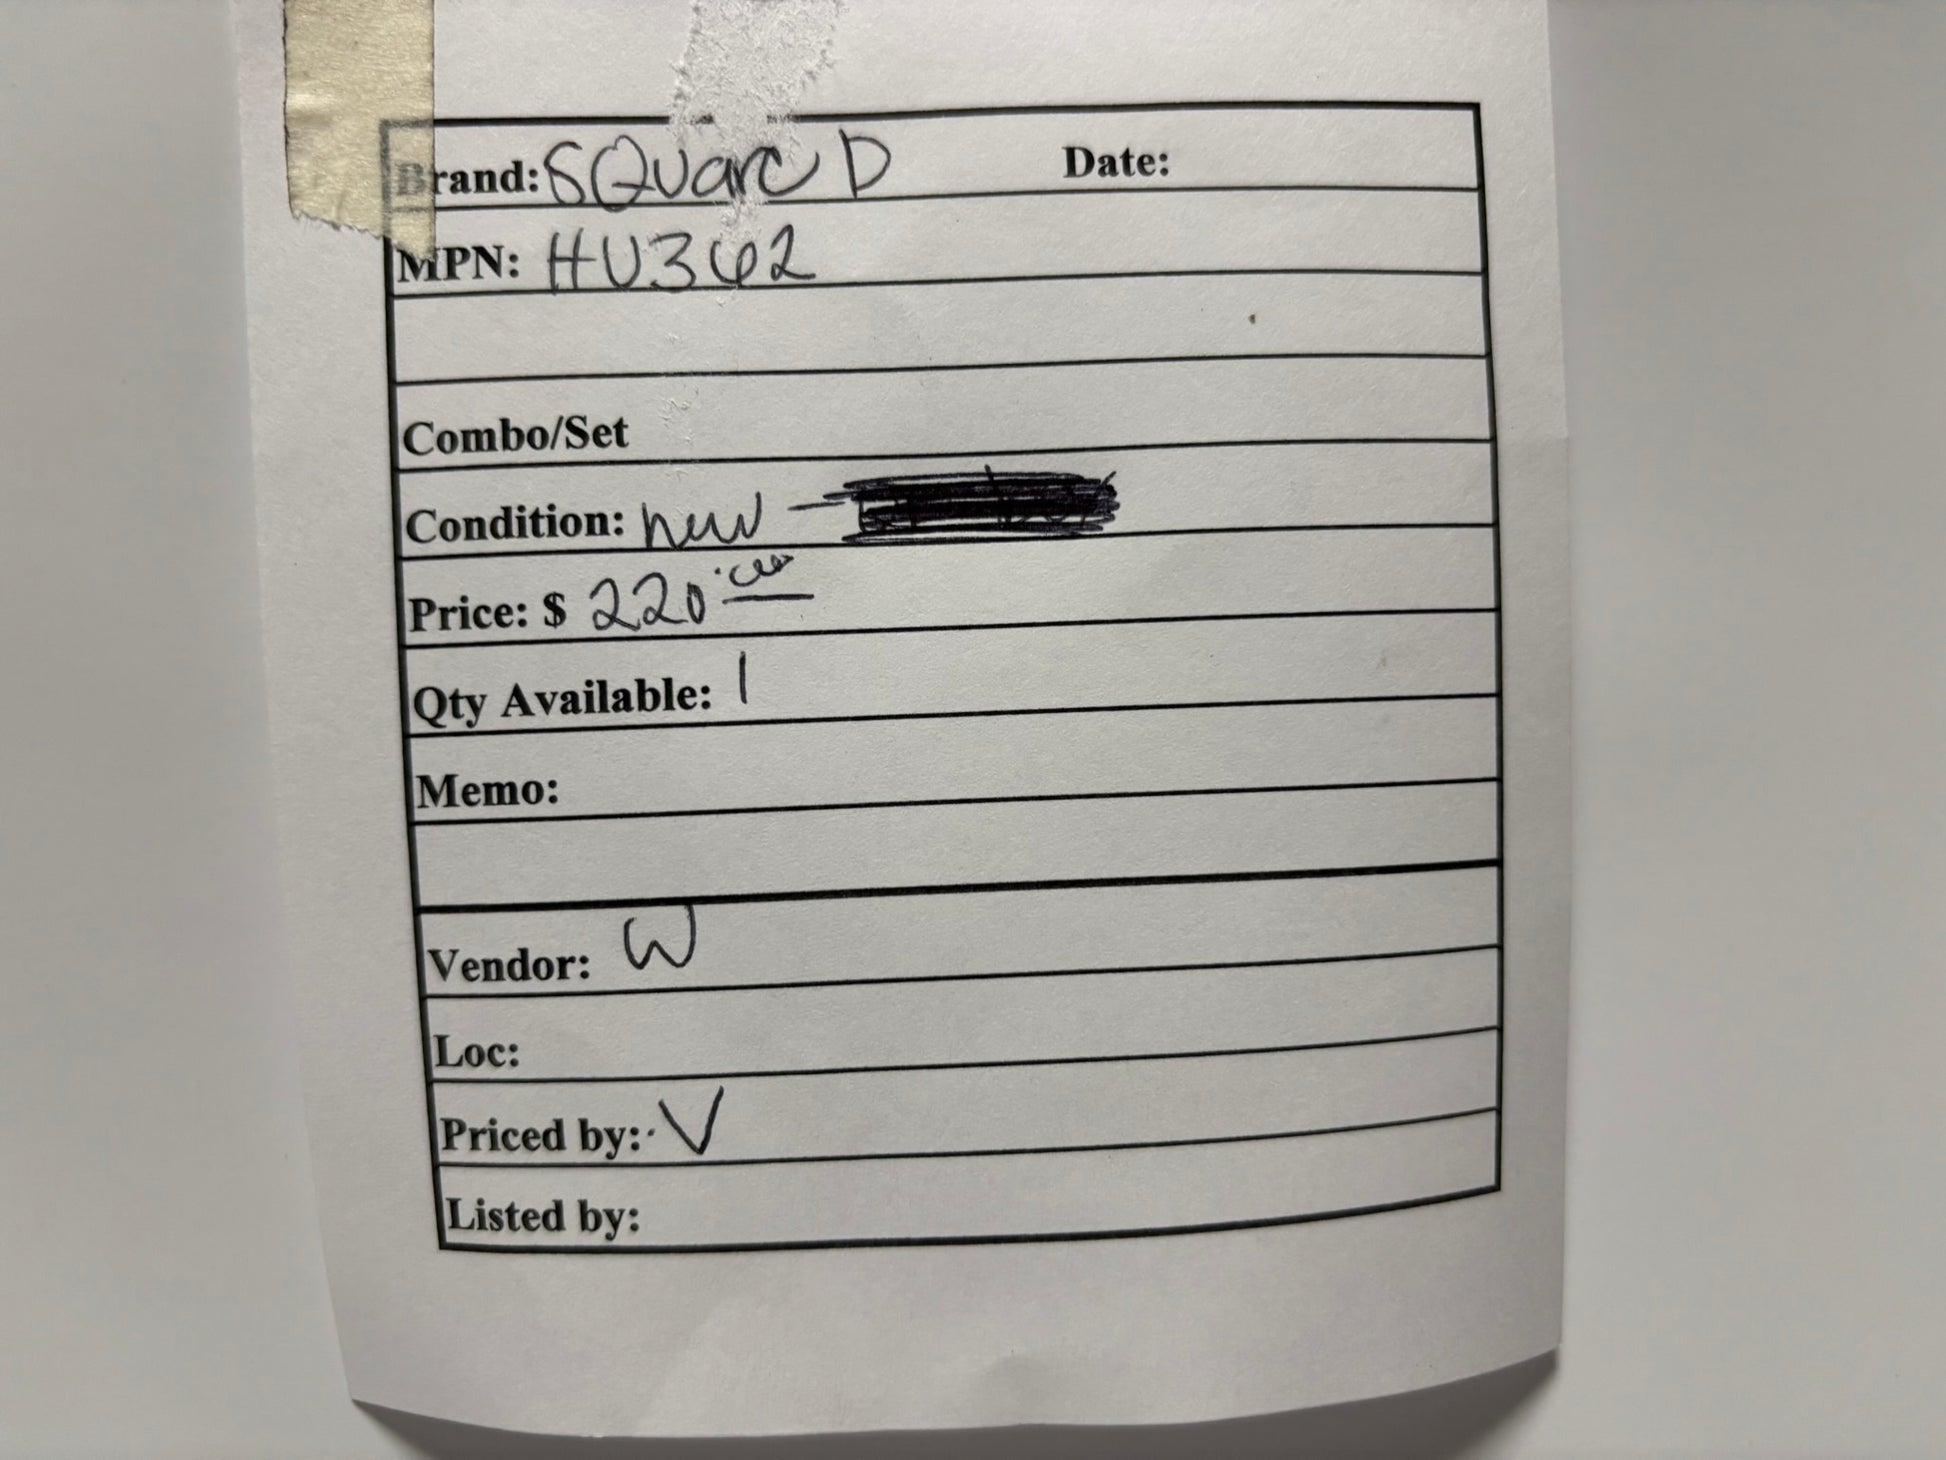 Brand: SQuare D Date:
MPN: HU362
Combo/Set
Condition: new -
Price: $ 220.00
Qty Available: 1
Memo:
Vendor: W
Loc:
Priced by: V
Listed by: